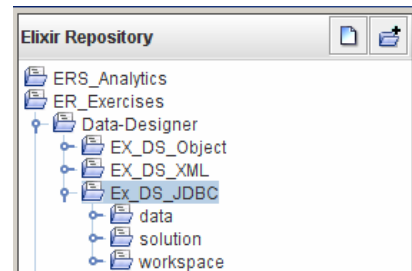 Elixir Repository
ERS_Analytics
ER_Exercises
Data-Designer
EX_DS_Object
EX_DS_XML
Ex_DS_JDBC
data
solution
workspace